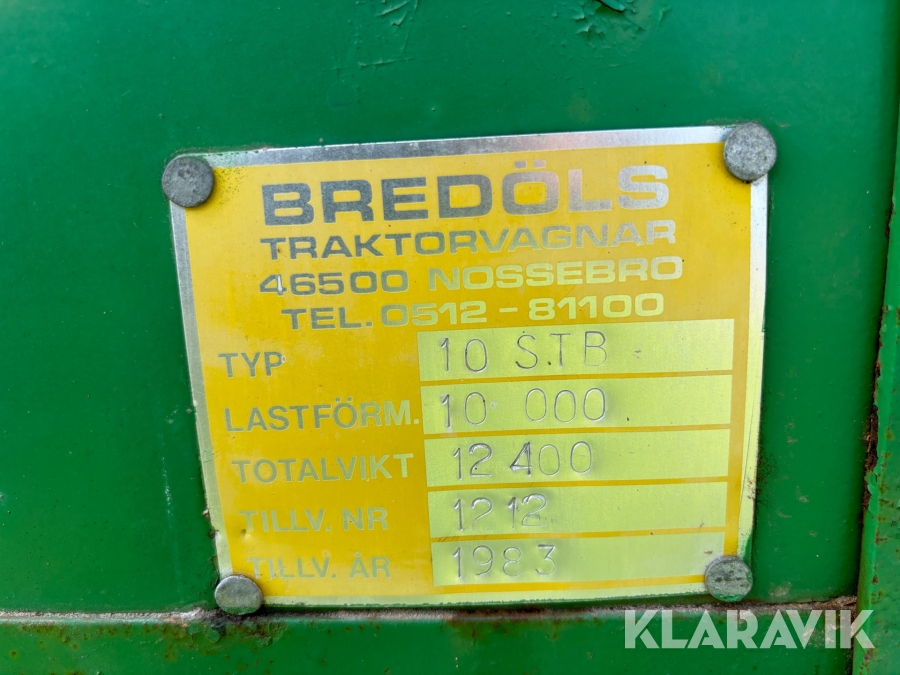 BREDÖLS
TRAKTORVAGNAR
46500 NOSSEBRO
TEL. 0512-81100
TYP 10 STB
LASTFÖRM. 10 000
TOTALVIKT 12 400
TILLV. NR 1212
TILLV. ÅR 1983
KLARAVIK